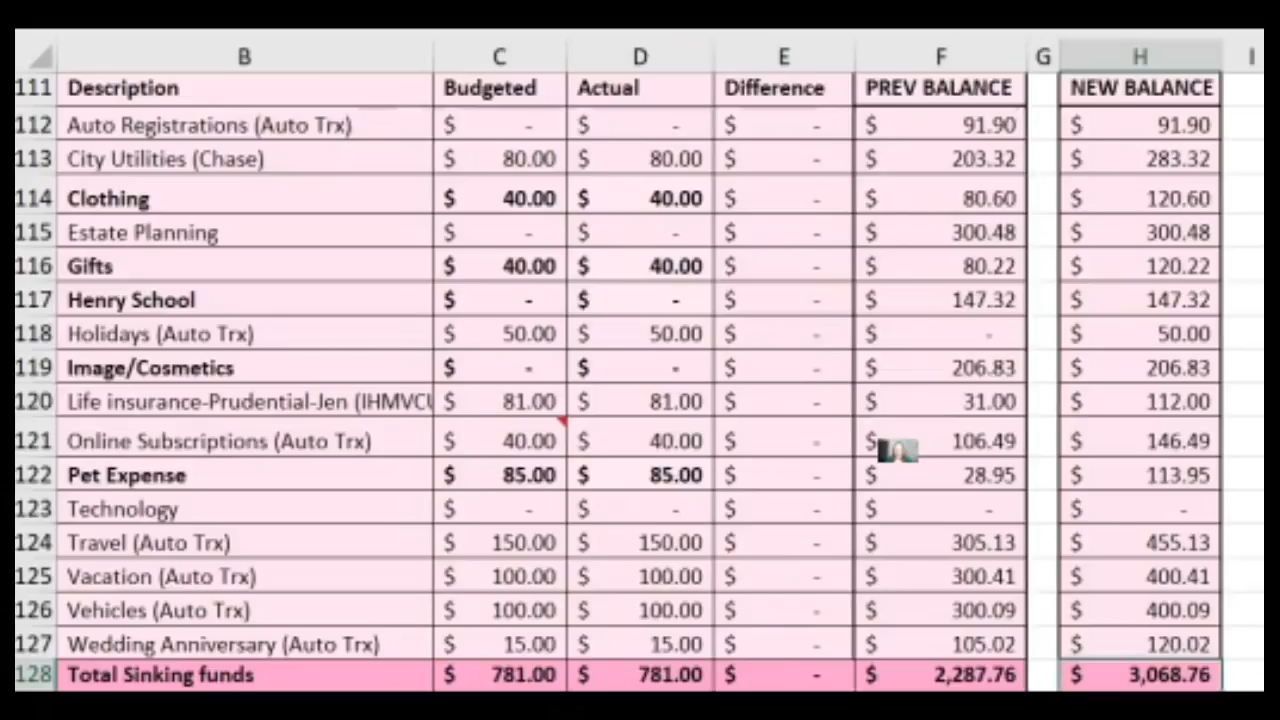 B C D E F G H I
111 Description Budgeted Actual Difference PREV BALANCE NEW BALANCE
112 Auto Registrations (Auto Trx) $ - $ - $ - $ 91.90 $ 91.90
113 City Utilities (Chase) $ 80.00 $ 80.00 $ - $ 203.32 $ 283.32
114 Clothing $ 40.00 $ 40.00 $ - $ 80.60 $ 120.60
115 Estate Planning $ - $ - $ - $ 300.48 $ 300.48
116 Gifts $ 40.00 $ 40.00 $ - $ 80.22 $ 120.22
117 Henry School $ - $ - $ - $ 147.32 $ 147.32
118 Holidays (Auto Trx) $ 50.00 $ 50.00 $ - $ - $ 50.00
119 Image/Cosmetics $ - $ - $ - $ 206.83 $ 206.83
120 Life insurance-Prudential-Jen (IHMVCU $ 81.00 $ 81.00 $ - $ 31.00 $ 112.00
121 Online Subscriptions (Auto Trx) $ 40.00 $ 40.00 $ - $ 106.49 $ 146.49
122 Pet Expense $ 85.00 $ 85.00 $ - $ 28.95 $ 113.95
123 Technology $ - $ - $ - $ - $ -
124 Travel (Auto Trx) $ 150.00 $ 150.00 $ - $ 305.13 $ 455.13
125 Vacation (Auto Trx) $ 100.00 $ 100.00 $ - $ 300.41 $ 400.41
126 Vehicles (Auto Trx) $ 100.00 $ 100.00 $ - $ 300.09 $ 400.09
127 Wedding Anniversary (Auto Trx) $ 15.00 $ 15.00 $ - $ 105.02 $ 120.02
128 Total Sinking funds $ 781.00 $ 781.00 $ - $ 2,287.76 $ 3,068.76